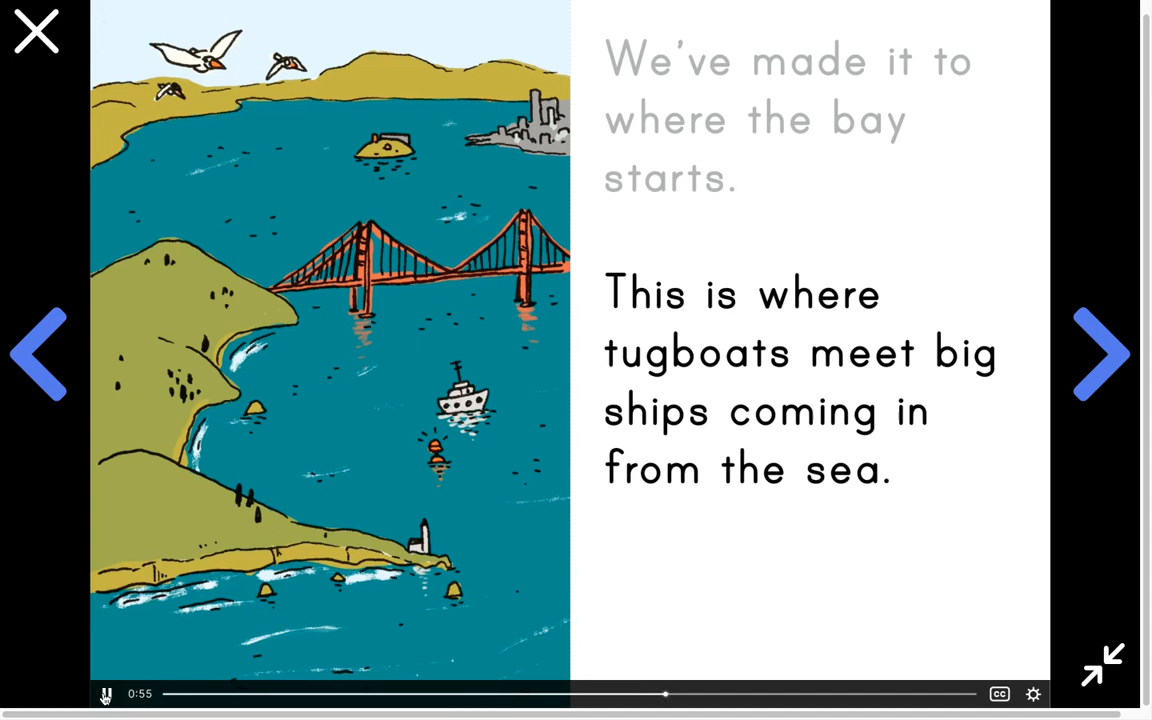 We've made it to
where the bay
starts.
This is where
tugboats meet big
ships coming in
from the sea.
0:55
CC